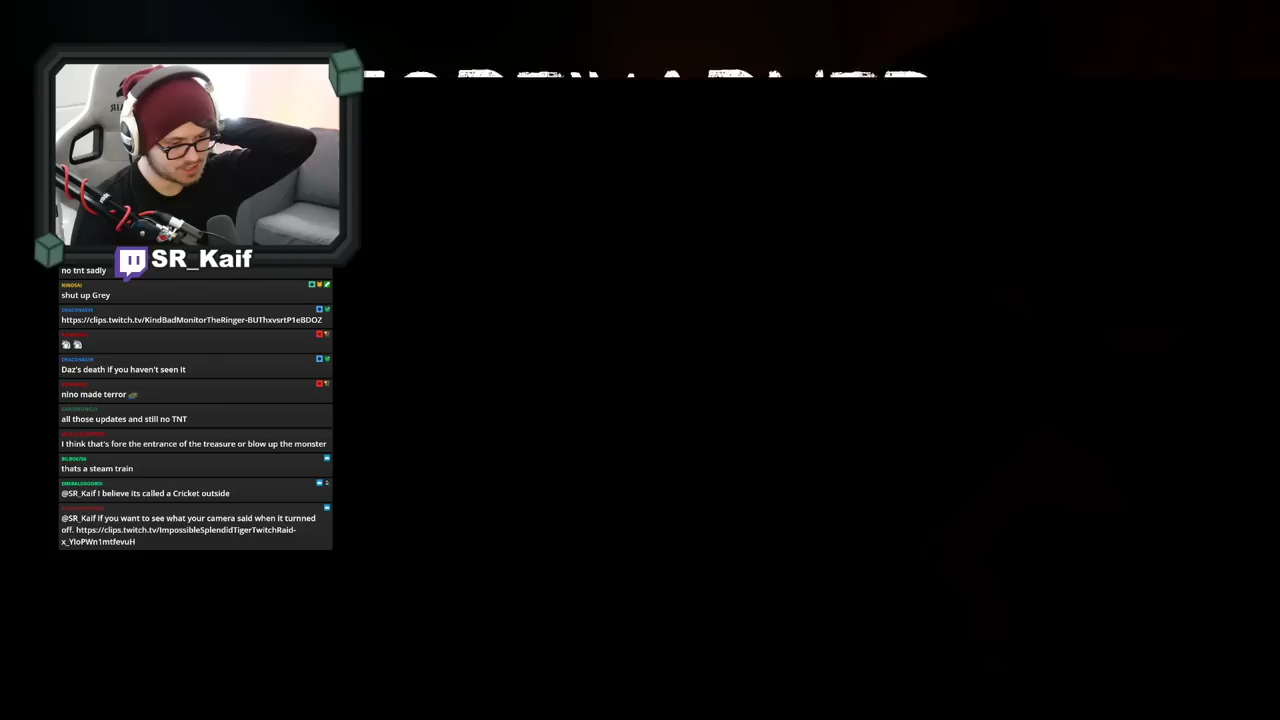 FOREWARNED
SR_Kaif
no tnt sadly
NINOSAI
shut up Grey
https://clips.twitch.tv/KindBadMonitorTheRinger-BUThxvsrtP1eBDOZ
Daz's death if you haven't seen it
nino made terror
all those updates and still no TNT
I think that's fore the entrance of the treasure or blow up the monster
thats a steam train
@SR_Kaif I believe its called a Cricket outside
@SR_Kaif if you want to see what your camera said when it turnned
off. https://clips.twitch.tv/ImpossibleSplendidTigerTwitchRaid-
x_YloPWn1mtfevuH